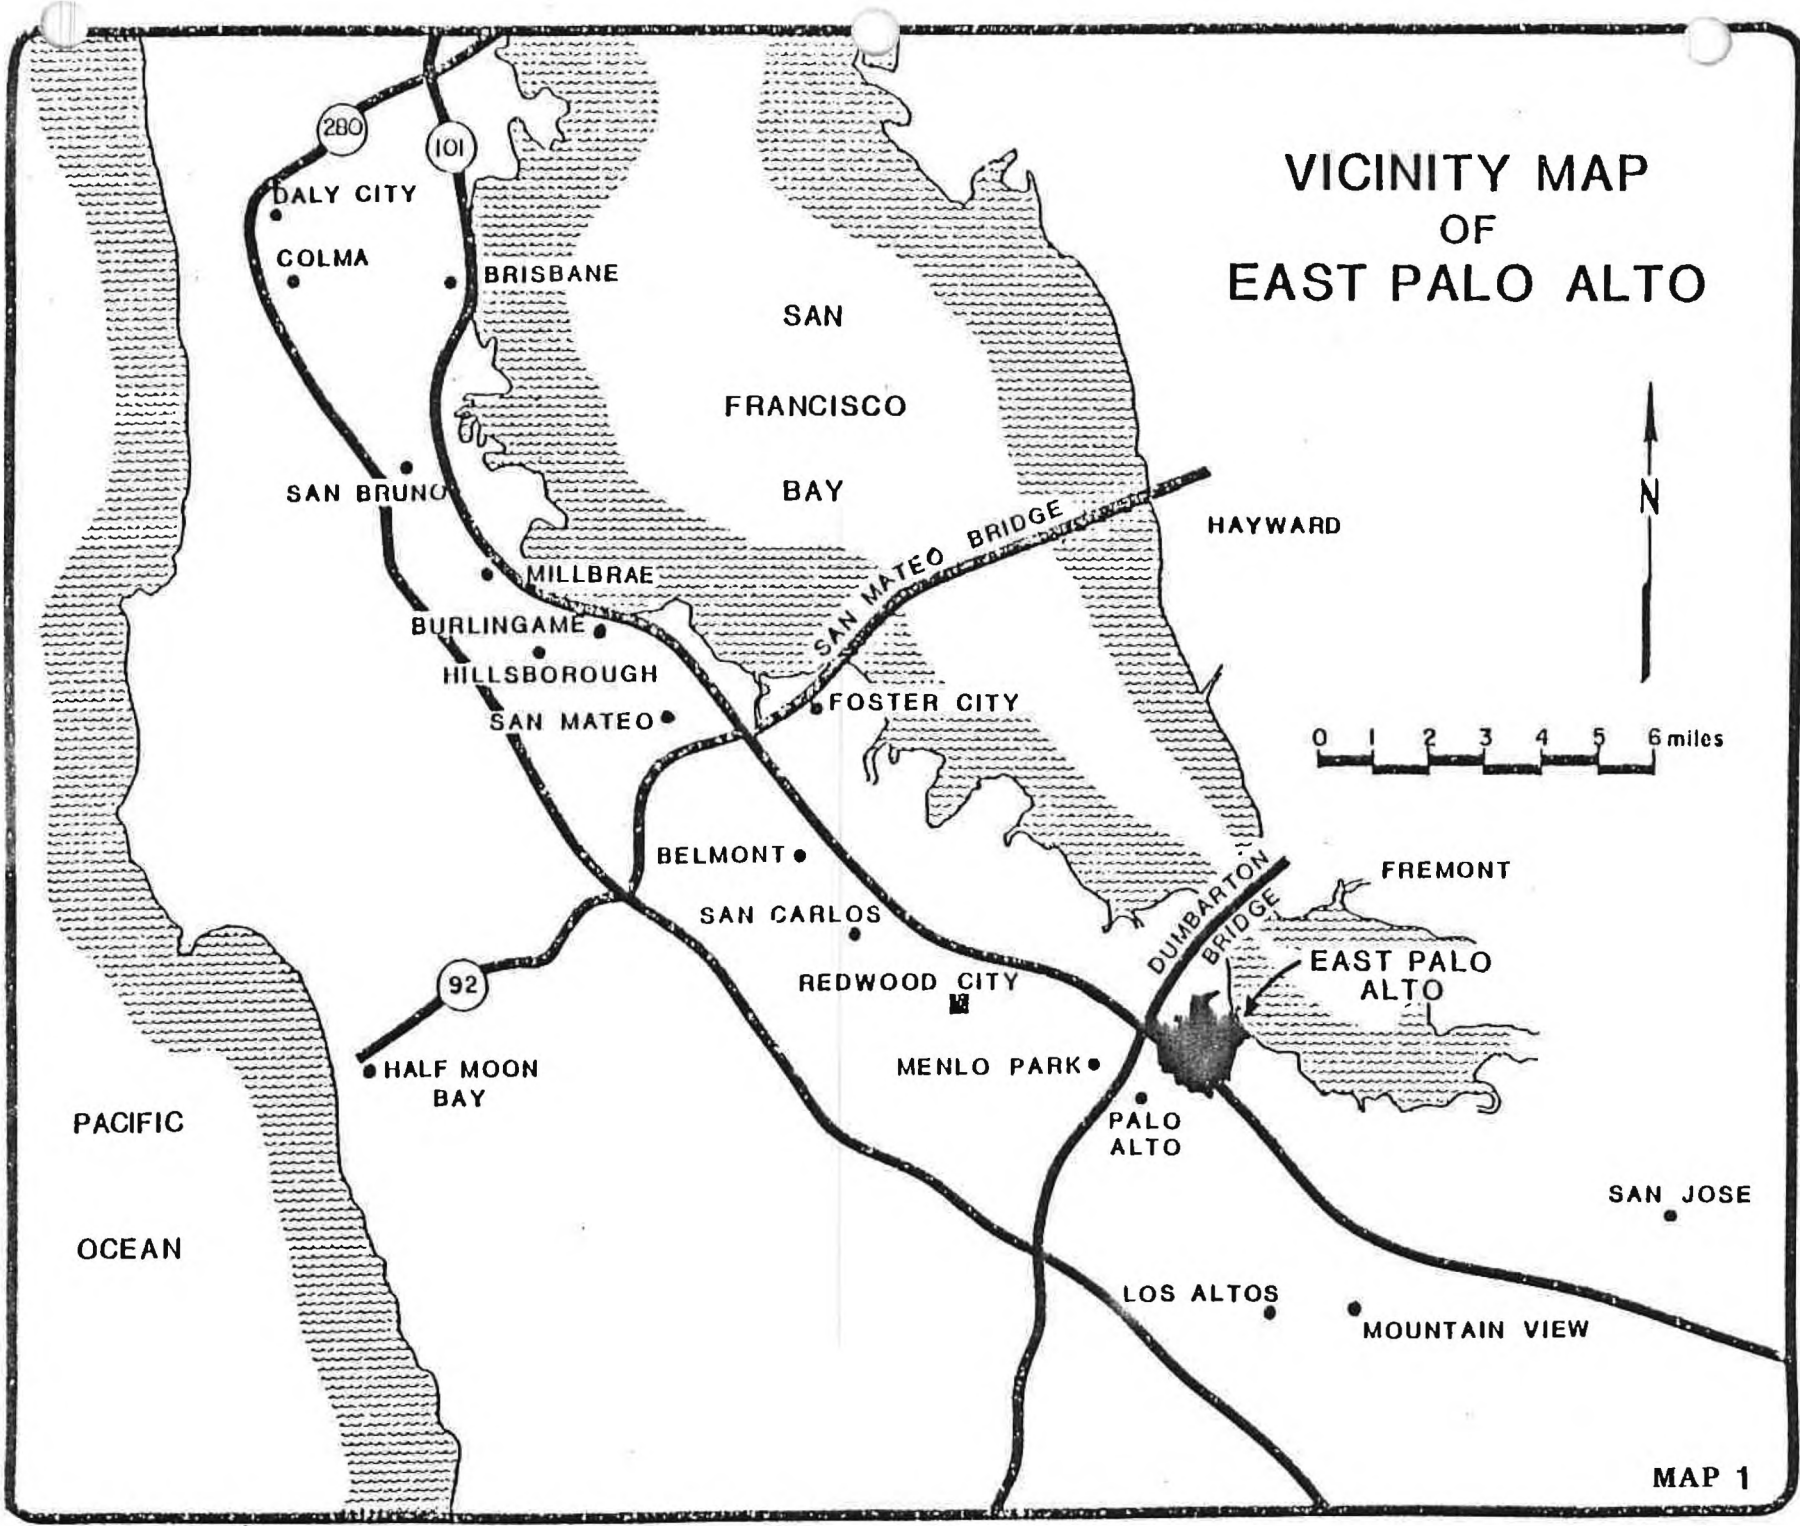 VICINITY MAP
OF
EAST PALO ALTO
280
101
DALY CITY
COLMA
BRISBANE
SAN
FRANCISCO
BAY
N
SAN BRUNO
SAN MATEO BRIDGE
HAYWARD
MILLBRAE
BURLINGAME
HILLSBOROUGH
SAN MATEO
FOSTER CITY
0 1 2 3 4 5 6 miles
BELMONT
SAN CARLOS
DUMBARTON
BRIDGE
FREMONT
EAST PALO
ALTO
REDWOOD CITY
92
HALF MOON
BAY
MENLO PARK
PALO
ALTO
PACIFIC
OCEAN
SAN JOSE
LOS ALTOS
MOUNTAIN VIEW
MAP 1